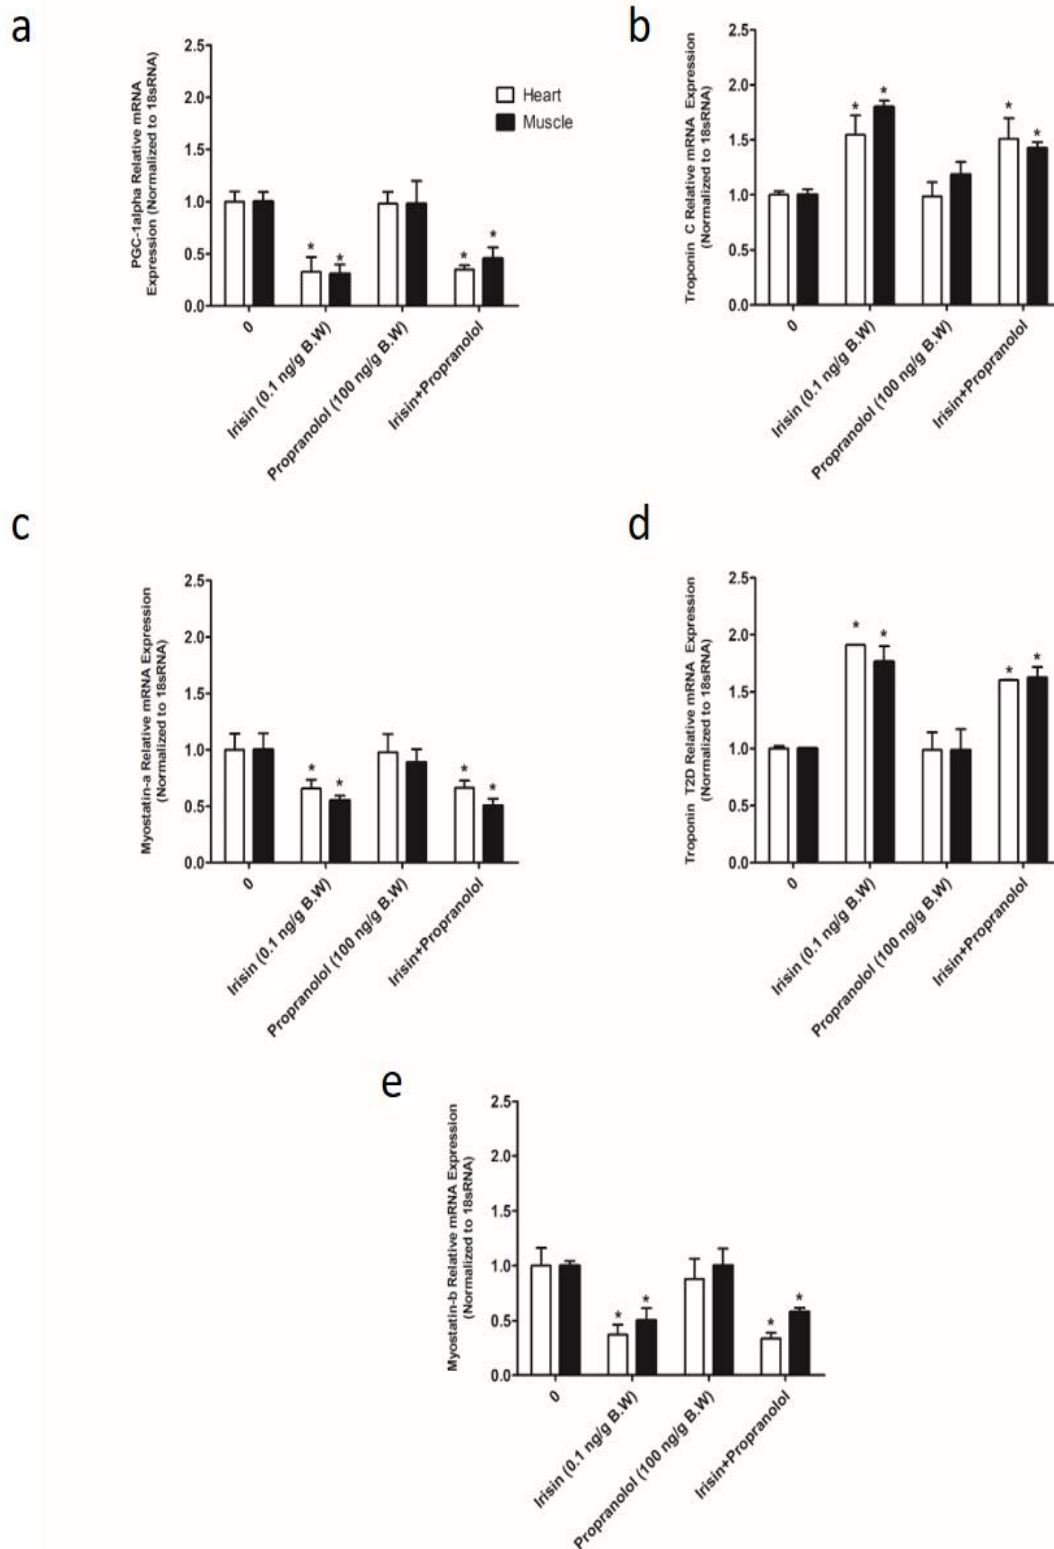 a
PGC-1alpha Relative mRNA
Expression (Normalized to 18sRNA)
2.5
2.0
1.5
1.0
0.5
0.0
Heart
Muscle
*
*
*
*
0
Irisin (0.1 ng/g B.W)
Propranolol (100 ng/g B.W)
Irisin+Propranolol
b
Troponin C Relative mRNA Expression
(Normalized to 18sRNA)
2.5
2.0
1.5
1.0
0.5
0.0
*
*
*
*
0
Irisin (0.1 ng/g B.W)
Propranolol (100 ng/g B.W)
Irisin+Propranolol
c
Myostatin-a Relative mRNA Expression
(Normalized to 18sRNA)
2.5
2.0
1.5
1.0
0.5
0.0
*
*
*
*
0
Irisin (0.1 ng/g B.W)
Propranolol (100 ng/g B.W)
Irisin+Propranolol
d
Troponin T2D Relative mRNA Expression
(Normalized to 18sRNA)
2.5
2.0
1.5
1.0
0.5
0.0
*
*
*
*
0
Irisin (0.1 ng/g B.W)
Propranolol (100 ng/g B.W)
Irisin+Propranolol
e
Myostatin-b Relative mRNA Expression
(Normalized to 18sRNA)
2.5
2.0
1.5
1.0
0.5
0.0
*
*
*
*
0
Irisin (0.1 ng/g B.W)
Propranolol (100 ng/g B.W)
Irisin+Propranolol